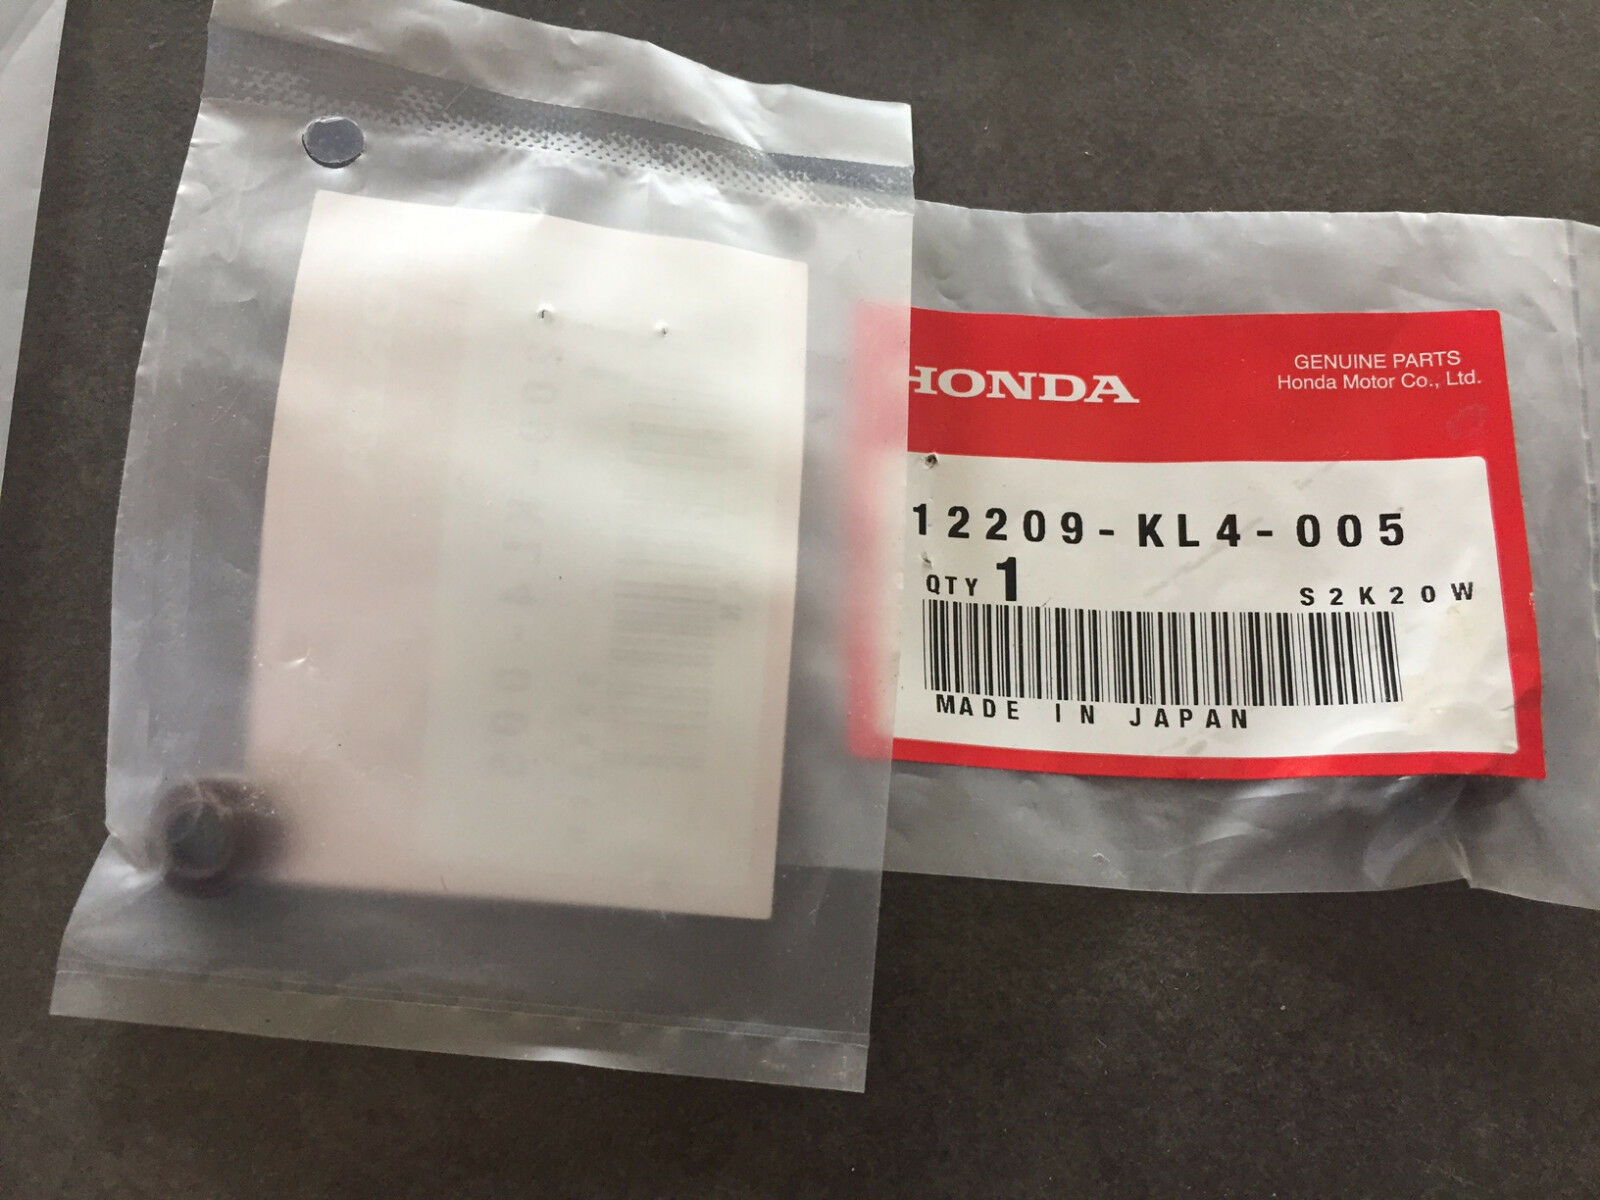 HONDA
GENUINE PARTS
Honda Motor Co., Ltd.
12209-KL4-005
QTY 1 S2K20W
MADE IN JAPAN